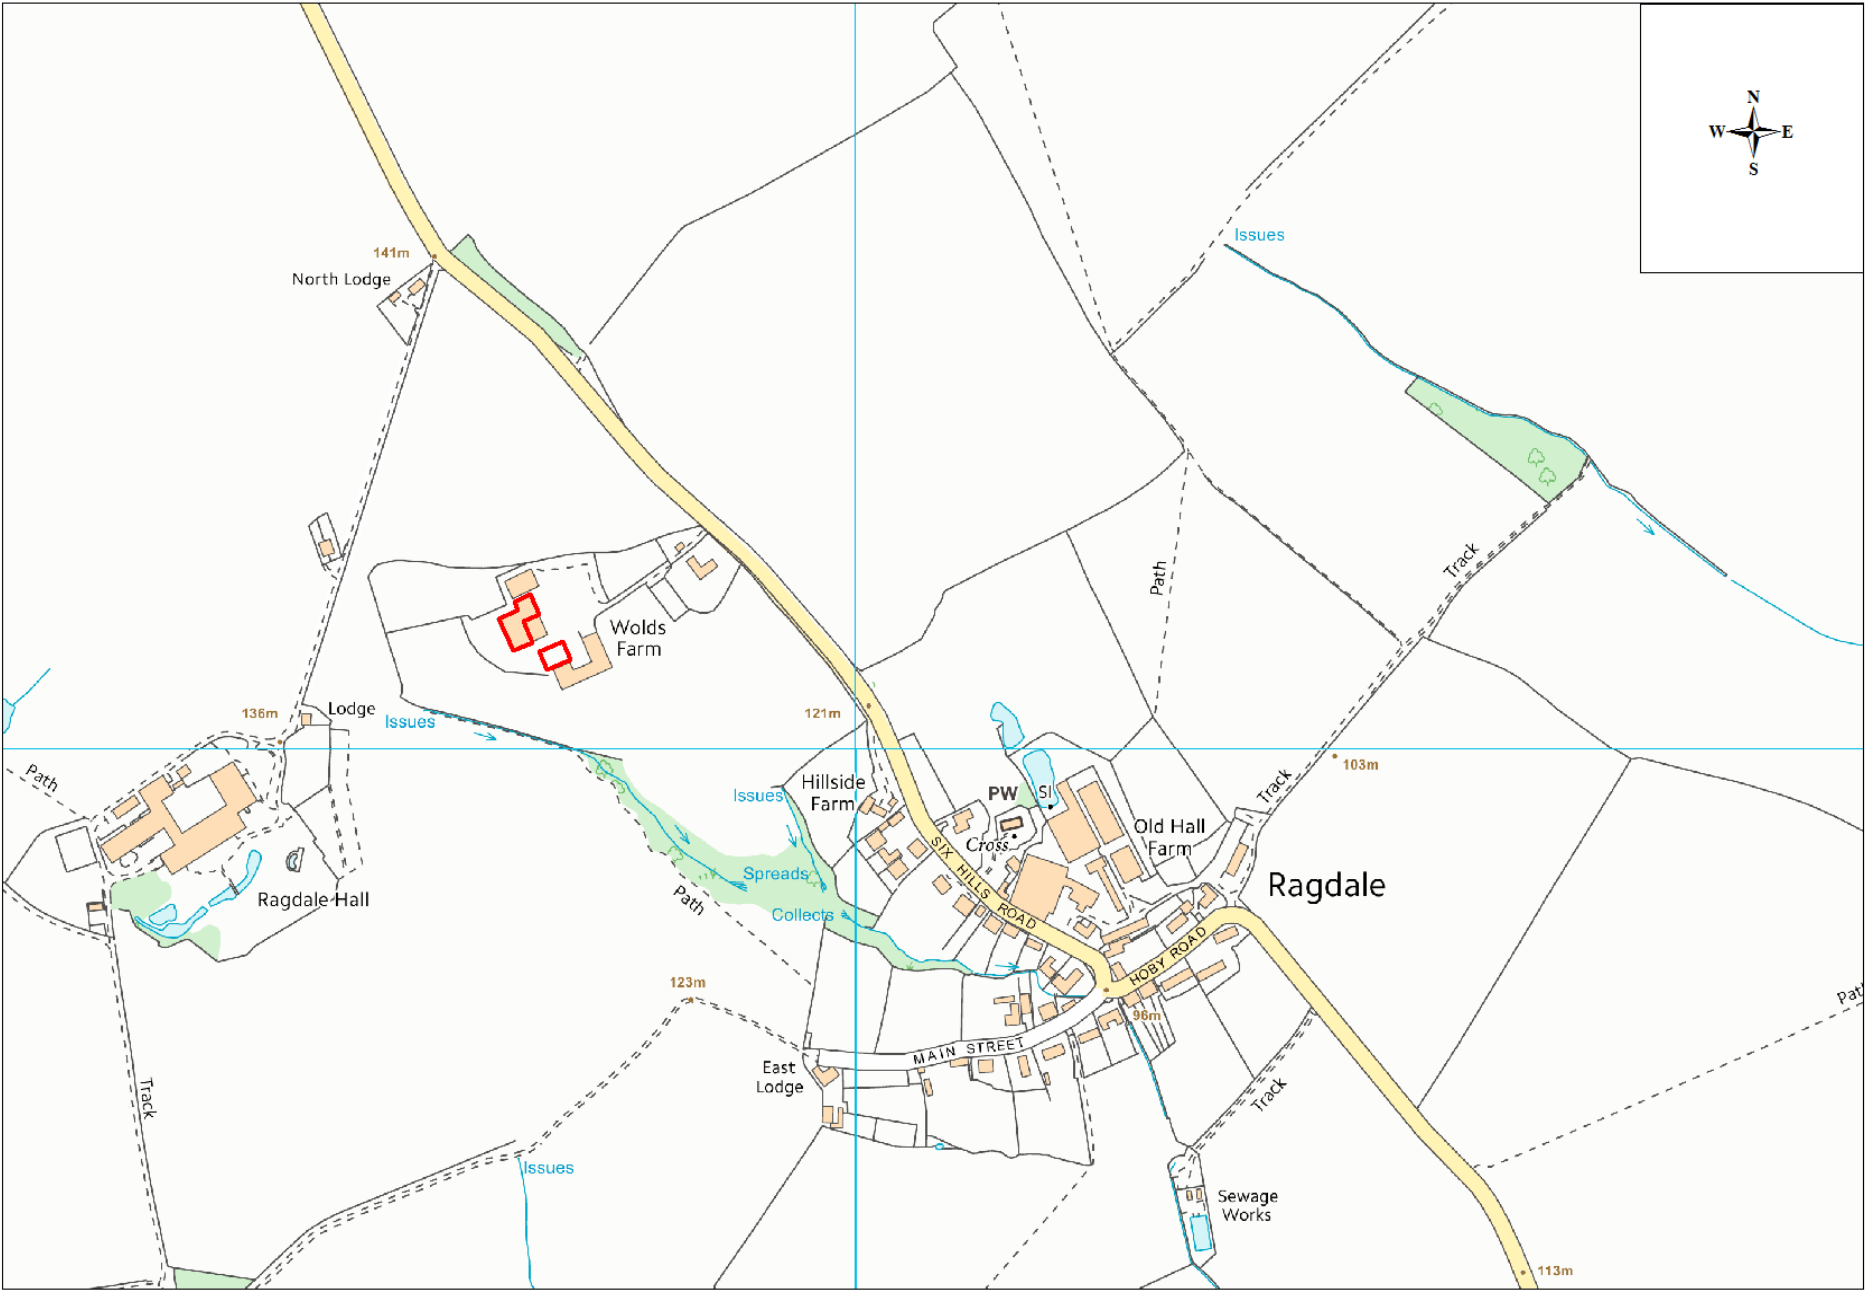 N
W E
S
Issues
141m
North Lodge
Path
Track
Wolds
Farm
Lodge
136m
Issues
121m
Path
103m
Hillside
Farm
Issues
PW
SI
Track
Old Hall
Farm
Cross
SIX HILLS ROAD
Spreads
Ragdale
Ragdale Hall
Path
Collects
HOBY ROAD
123m
Path
96m
MAIN STREET
East
Lodge
Track
Track
Issues
Sewage
Works
113m